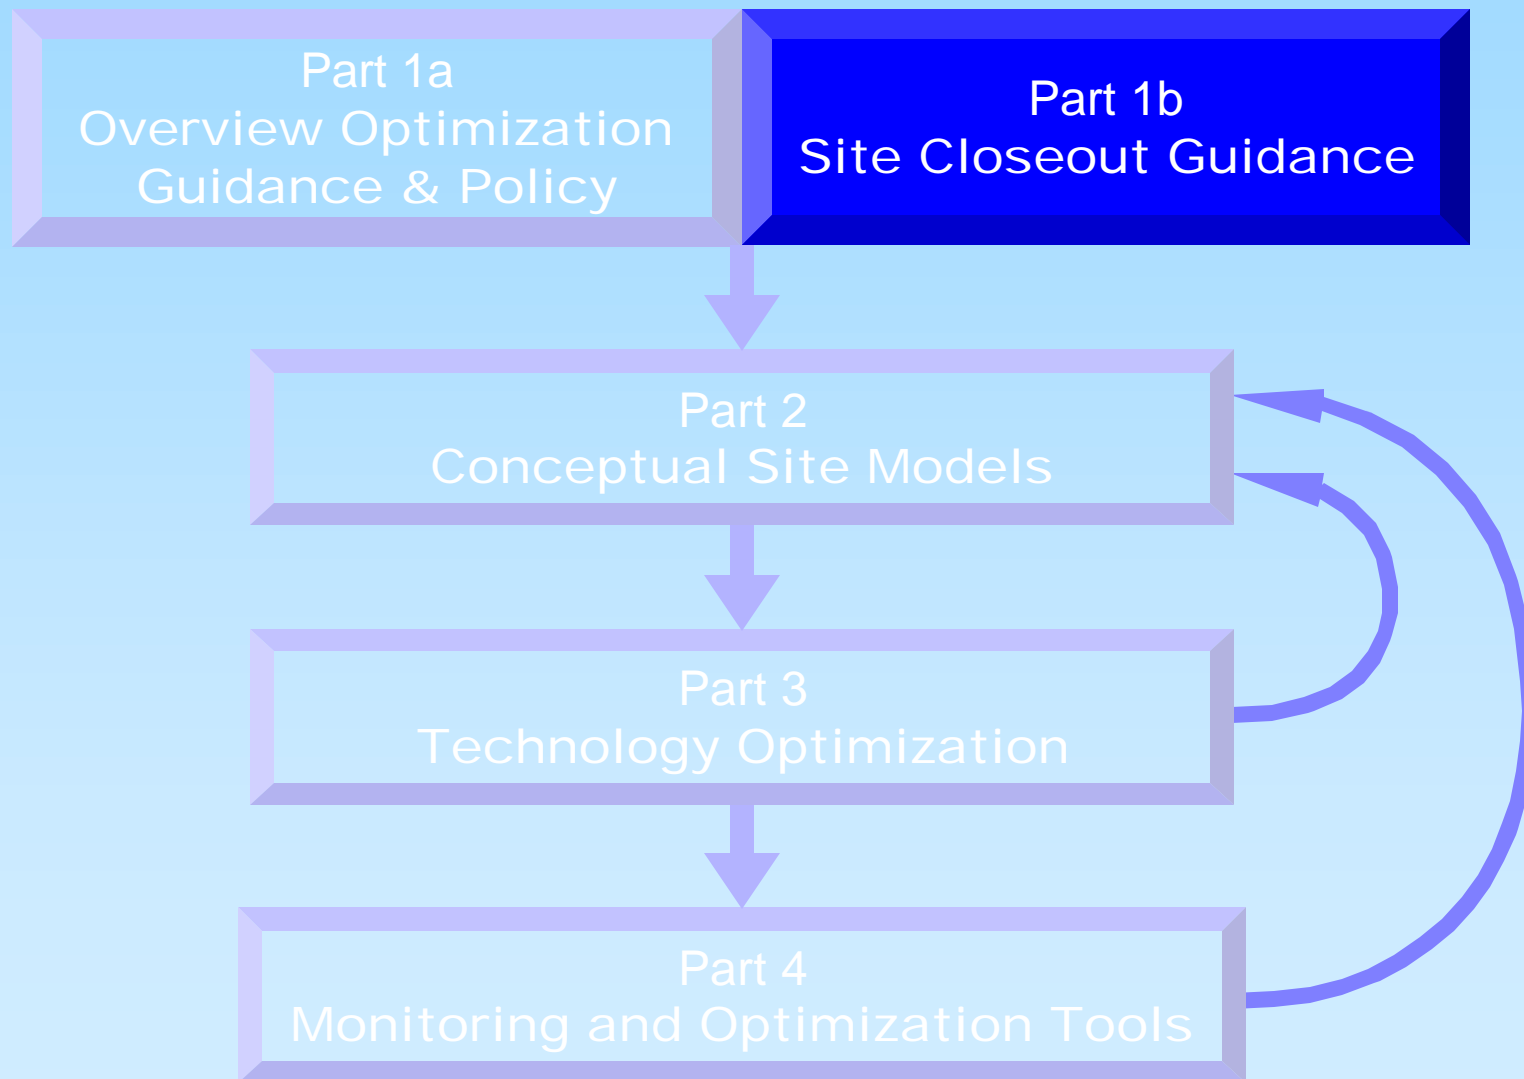 Part 1a
Overview Optimization
Guidance & Policy
Part 1b
Site Closeout Guidance
Part 2
Conceptual Site Models
Part 3
Technology Optimization
Part 4
Monitoring and Optimization Tools